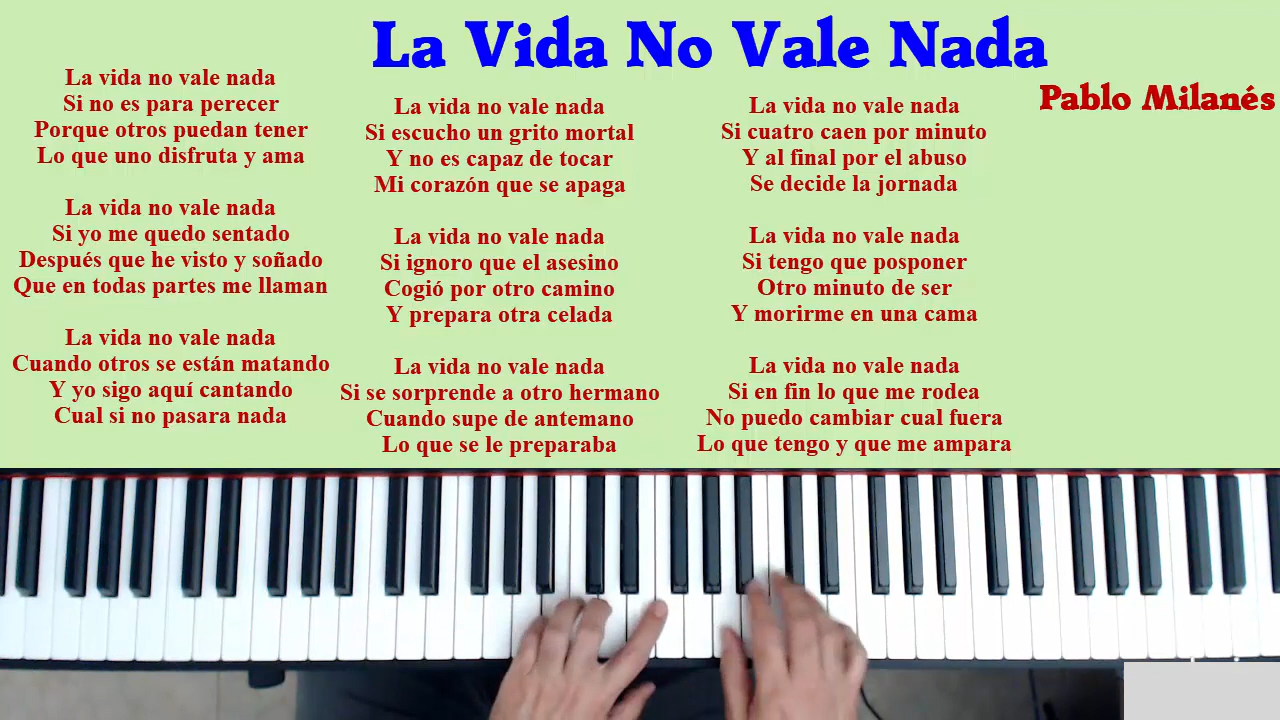 La Vida No Vale Nada
Pablo Milanés
La vida no vale nada
Si no es para perecer
Porque otros puedan tener
Lo que uno disfruta y ama
La vida no vale nada
Si yo me quedo sentado
Después que he visto y soñado
Que en todas partes me llaman
La vida no vale nada
Cuando otros se están matando
Y yo sigo aquí cantando
Cual si no pasara nada
La vida no vale nada
Si escucho un grito mortal
Y no es capaz de tocar
Mi corazón que se apaga
La vida no vale nada
Si ignoro que el asesino
Cogió por otro camino
Y prepara otra celada
La vida no vale nada
Si se sorprende a otro hermano
Cuando supe de antemano
Lo que se le preparaba
La vida no vale nada
Si cuatro caen por minuto
Y al final por el abuso
Se decide la jornada
La vida no vale nada
Si tengo que posponer
Otro minuto de ser
Y morirme en una cama
La vida no vale nada
Si en fin lo que me rodea
No puedo cambiar cual fuera
Lo que tengo y que me ampara